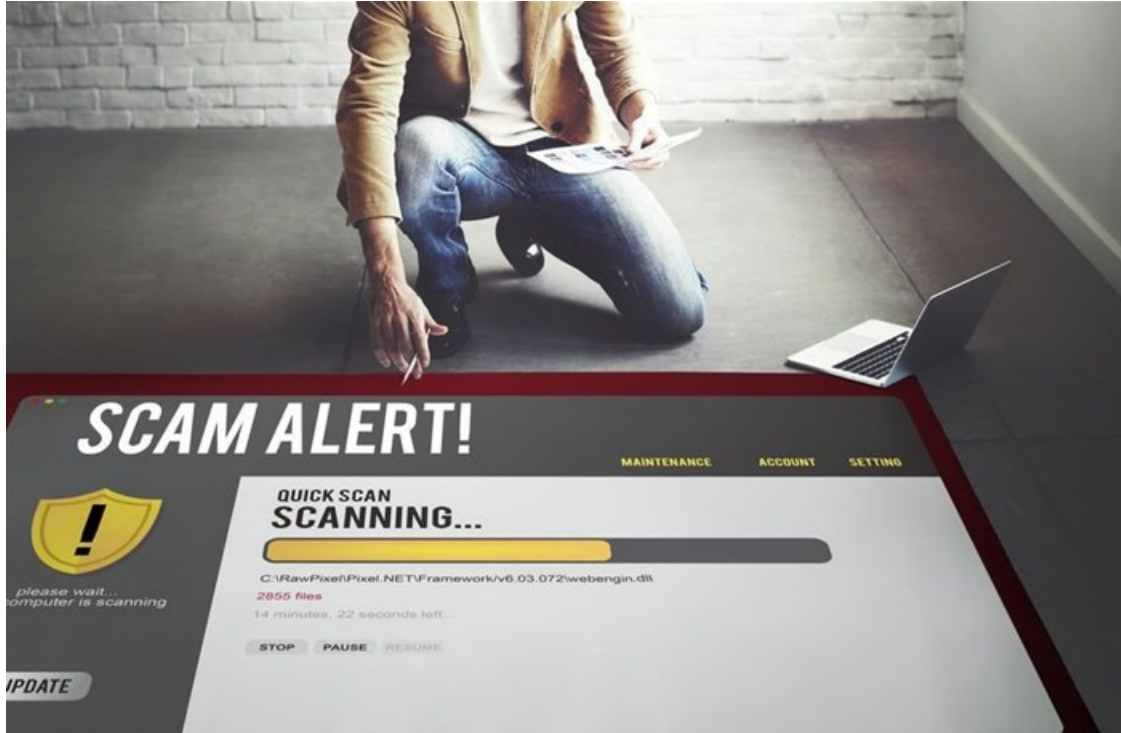 SCAM ALERT!
MAINTENANCE ACCOUNT SETTING
QUICK SCAN
SCANNING...
!
please wait...
computer is scanning
C:\RawPixel\Pixel.NET\Framework/v6.03.072\webengin.dll
2855 files
14 minutes, 22 seconds left...
STOP PAUSE RESUME
UPDATE